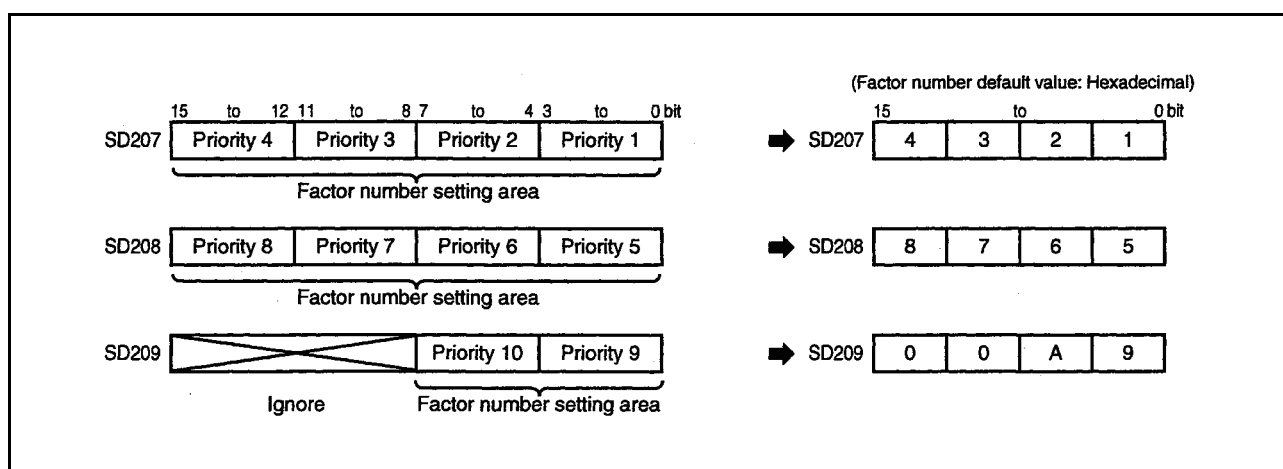 (Factor number default value: Hexadecimal)
15 to 12 11 to 8 7 to 4 3 to 0 bit 15 to 0 bit
SD207 Priority 4 Priority 3 Priority 2 Priority 1 SD207 4 3 2 1
Factor number setting area
SD208 Priority 8 Priority 7 Priority 6 Priority 5 SD208 8 7 6 5
Factor number setting area
SD209 Priority 10 Priority 9 SD209 0 0 A 9
Ignore Factor number setting area